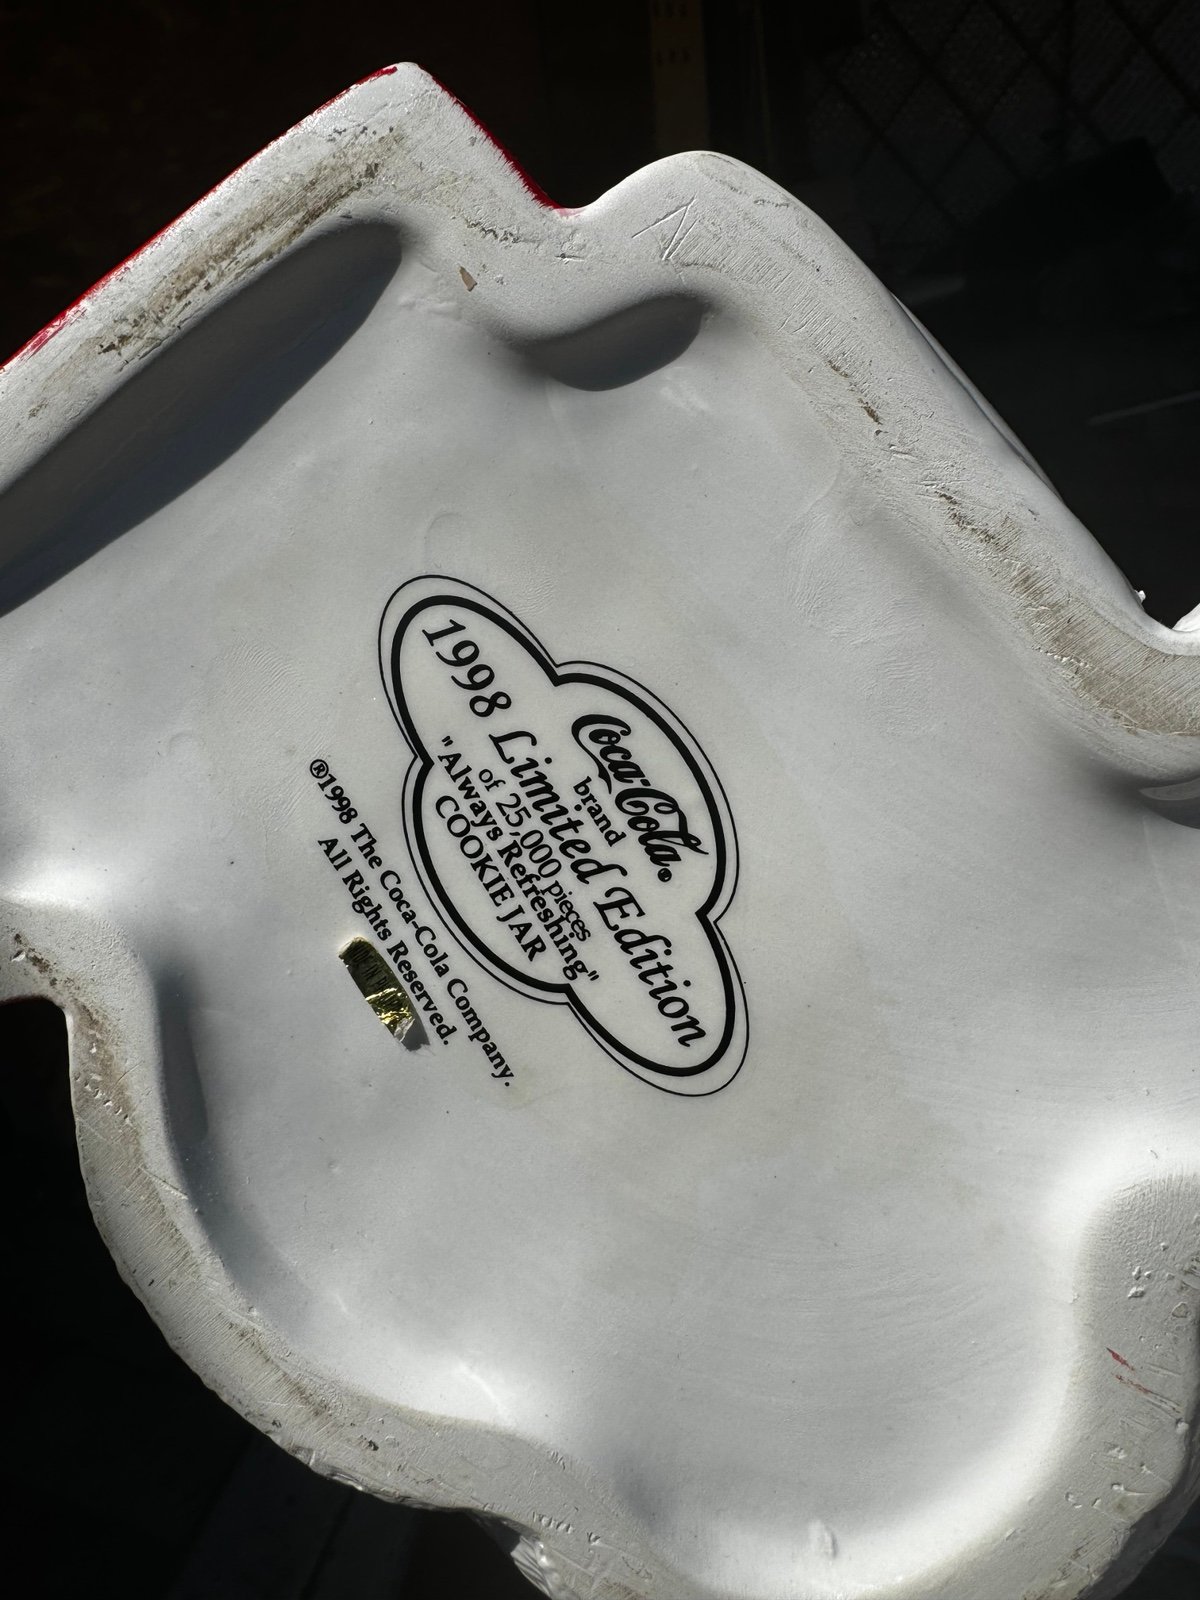 Coca-Cola®
brand
1998 Limited Edition
of 25,000 pieces
"Always Refreshing"
COOKIE JAR
®1998 The Coca-Cola Company.
All Rights Reserved.